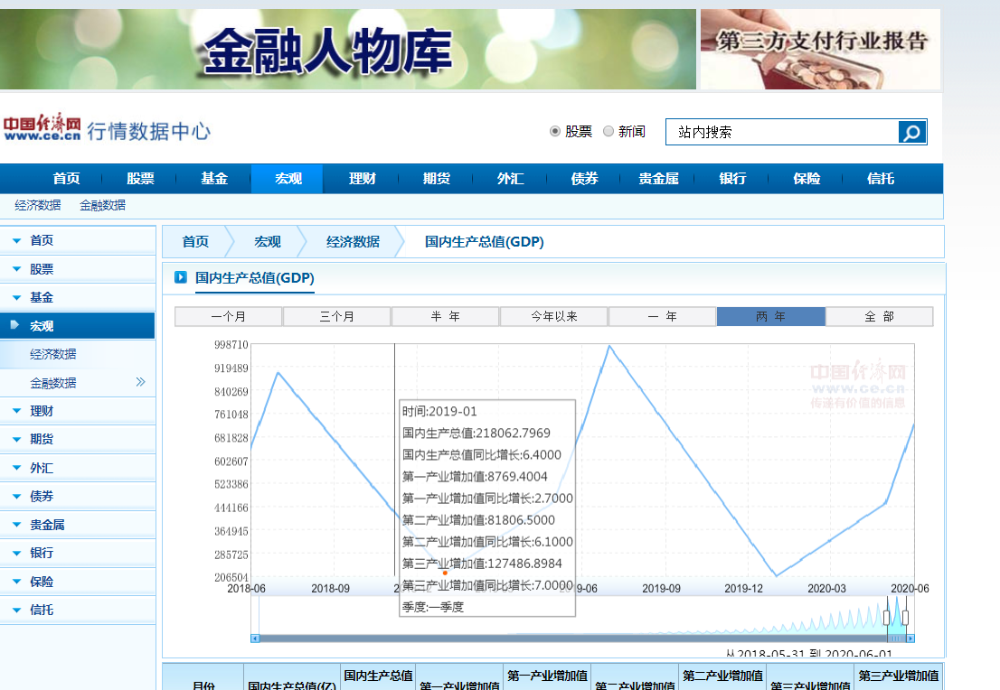 金融人物库
第三方支付行业报告
中国经济网
www.ce.cn
行情数据中心
股票 新闻 站内搜索
首页 股票 基金 宏观 理财 期货 外汇 债券 贵金属 银行 保险 信托
经济数据 金融数据
首页
股票
基金
宏观
经济数据
金融数据
理财
期货
外汇
债券
贵金属
银行
保险
信托
首页 宏观 经济数据 国内生产总值(GDP)
国内生产总值(GDP)
一个月 三个月 半 年 今年以来 一 年 两 年 全 部
998710
919489
840269
761048
681828
602607
523386
444166
364945
285725
206504
中国经济网
www.ce.cn
传递有价值的信息
时间:2019-01
国内生产总值:218062.7969
国内生产总值同比增长:6.4000
第一产业增加值:8769.4004
第一产业增加值同比增长:2.7000
第二产业增加值:81806.5000
第二产业增加值同比增长:6.1000
第三产业增加值:127486.8984
第三产业增加值同比增长:7.0000
季度:一季度
2018-06 2018-09 2019-09 2019-12 2020-03 2020-06
从2018-05-31 到 2020-06-01
月份 国内生产总值(亿) 国内生产总值 第一产业增加值 第一产业增加值 第二产业增加值 第二产业增加值 第三产业增加值 第三产业增加值